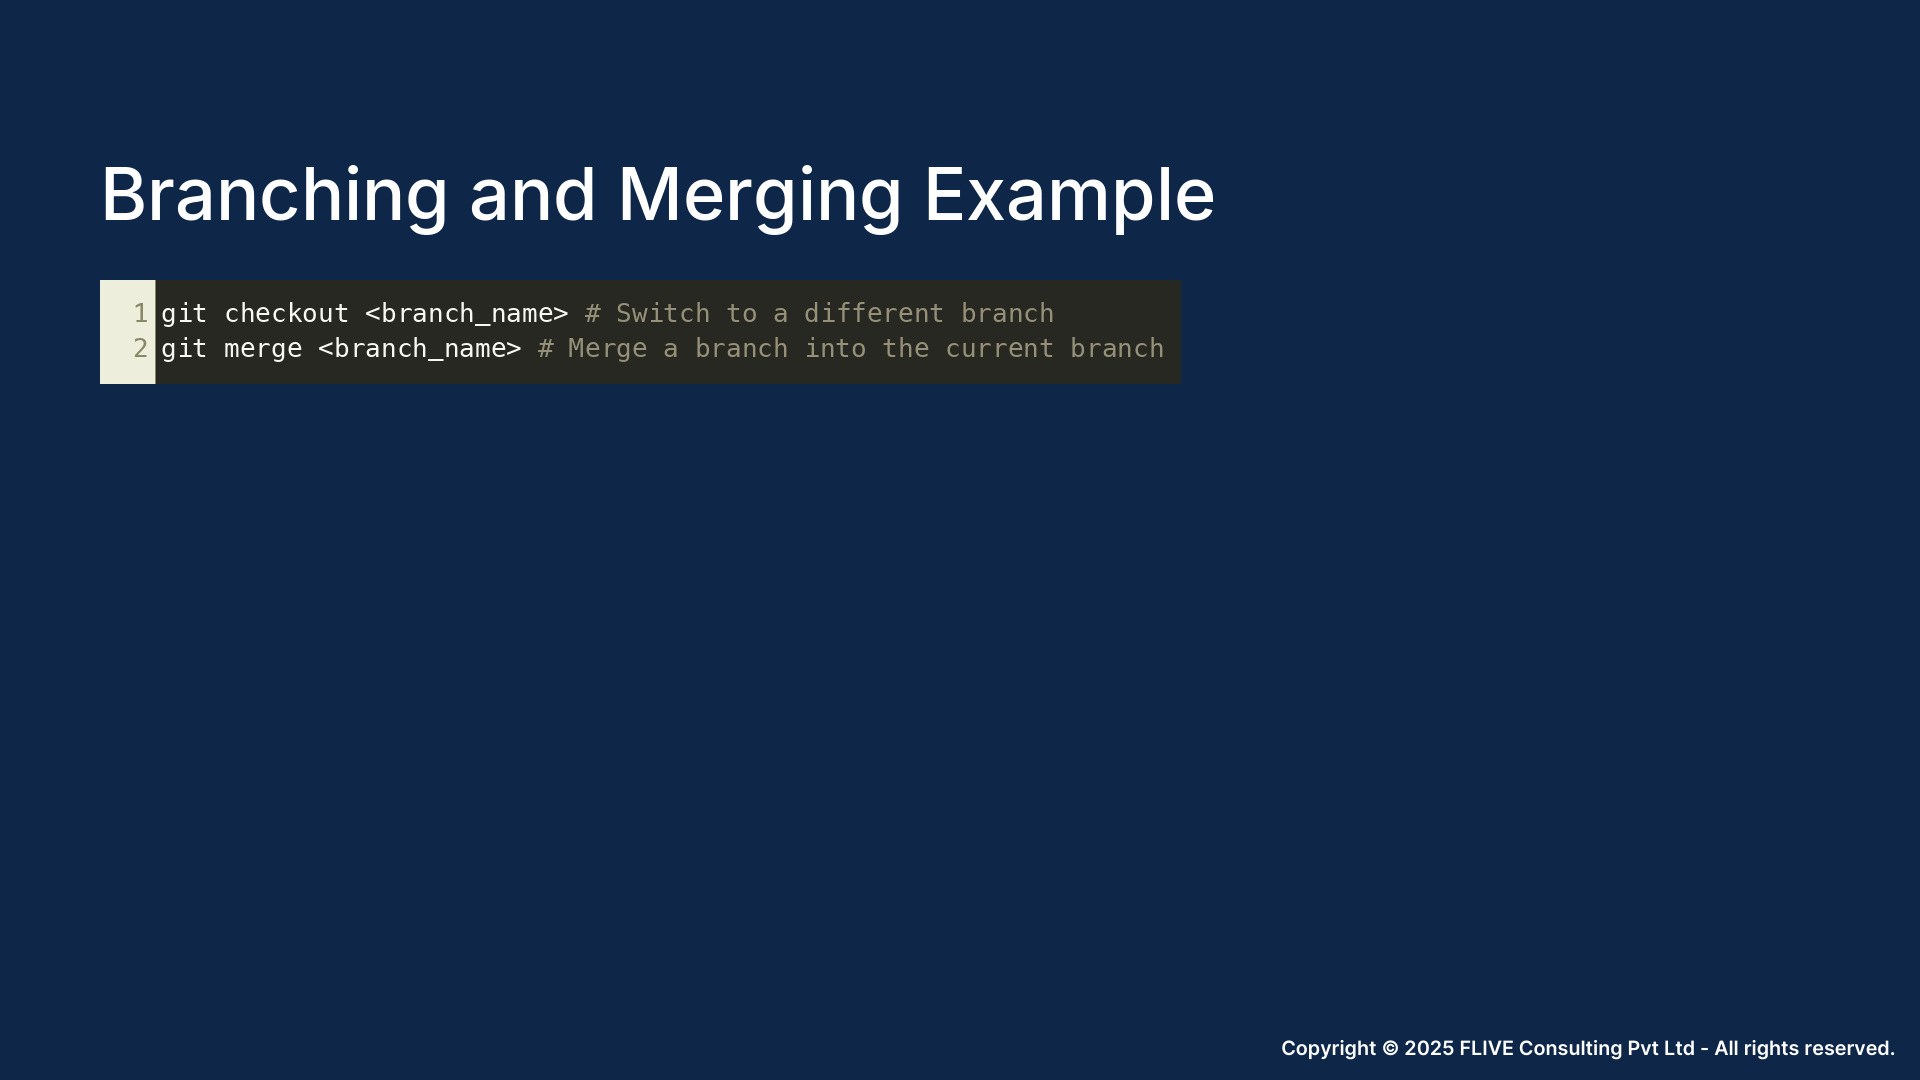 Branching and Merging Example
1 git checkout <branch_name> # Switch to a different branch
2 git merge <branch_name> # Merge a branch into the current branch
Copyright © 2025 FLIVE Consulting Pvt Ltd - All rights reserved.